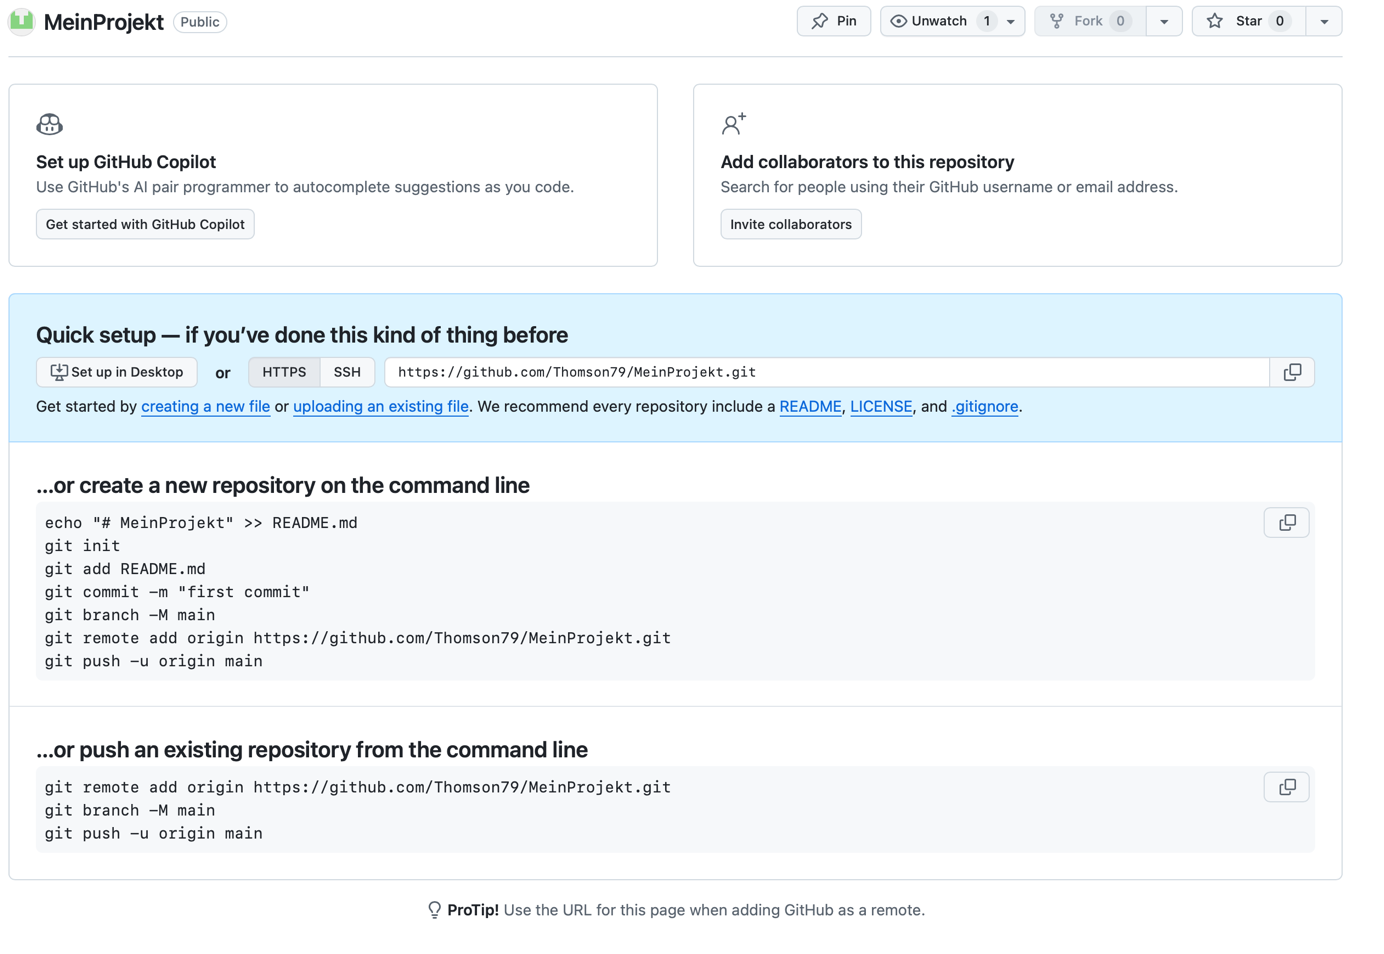 MeinProjekt Public
Pin Unwatch 1 Fork 0 Star 0
Set up GitHub Copilot
Use GitHub's AI pair programmer to autocomplete suggestions as you code.
Get started with GitHub Copilot
Add collaborators to this repository
Search for people using their GitHub username or email address.
Invite collaborators
Quick setup — if you’ve done this kind of thing before
Set up in Desktop or HTTPS SSH https://github.com/Thomson79/MeinProjekt.git
Get started by creating a new file or uploading an existing file. We recommend every repository include a README, LICENSE, and .gitignore.
…or create a new repository on the command line
echo "# MeinProjekt" >> README.md
git init
git add README.md
git commit -m "first commit"
git branch -M main
git remote add origin https://github.com/Thomson79/MeinProjekt.git
git push -u origin main
…or push an existing repository from the command line
git remote add origin https://github.com/Thomson79/MeinProjekt.git
git branch -M main
git push -u origin main
ProTip! Use the URL for this page when adding GitHub as a remote.